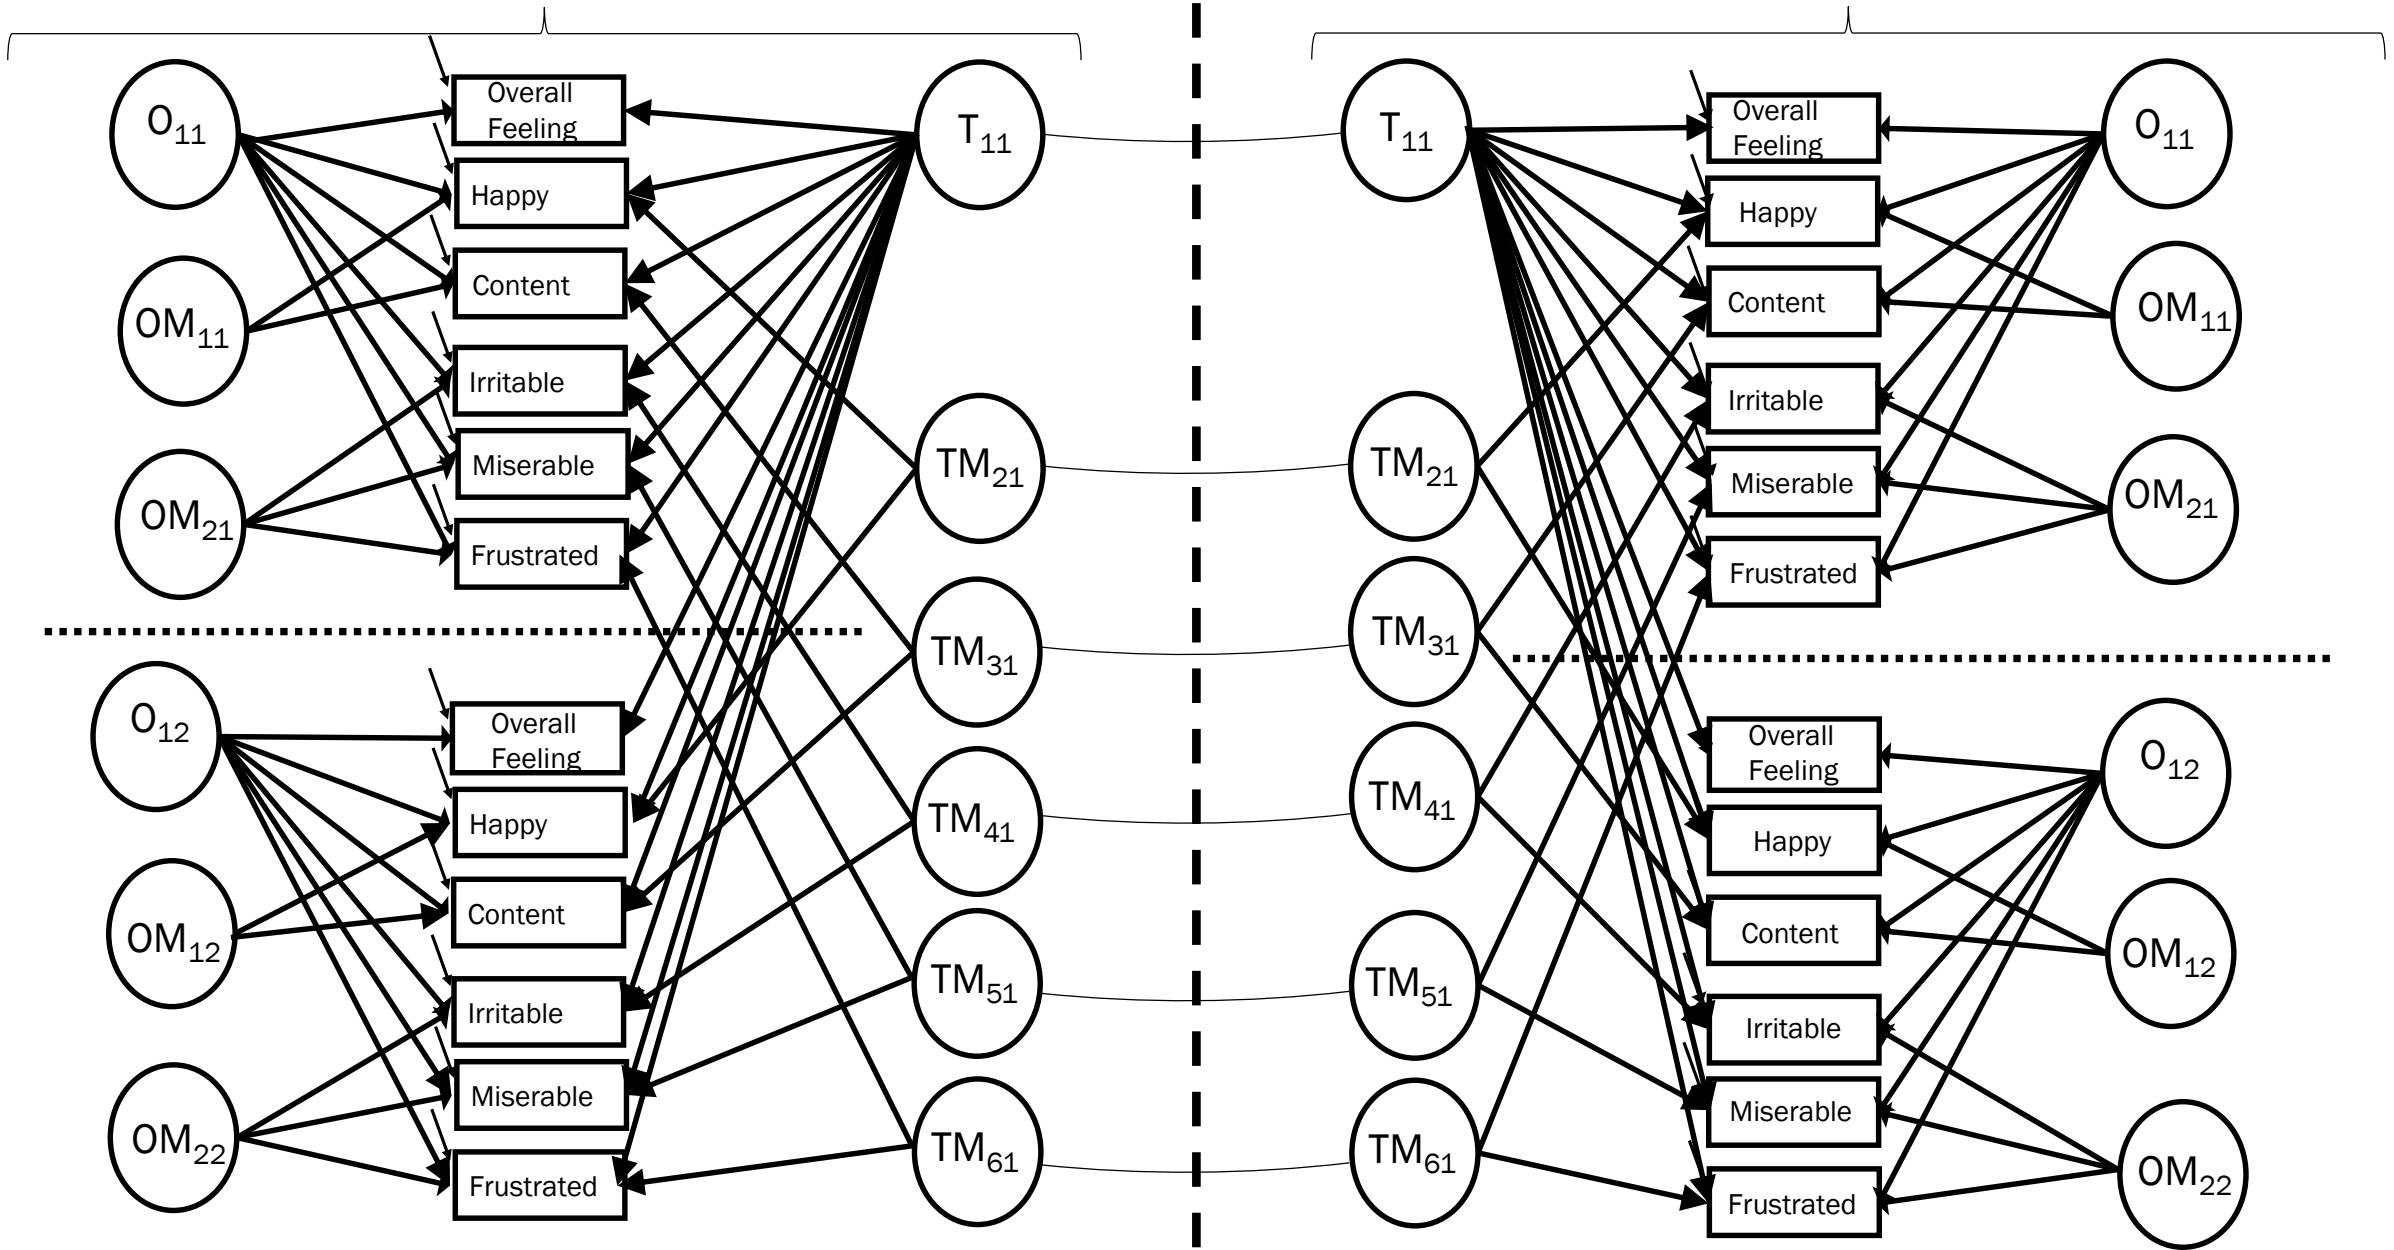 O11
OM11
OM21
Overall
Feeling
Happy
Content
Irritable
Miserable
Frustrated
O12
OM12
OM22
Overall
Feeling
Happy
Content
Irritable
Miserable
Frustrated
T11
TM21
TM31
TM41
TM51
TM61
T11
TM21
TM31
TM41
TM51
TM61
Overall
Feeling
Happy
Content
Irritable
Miserable
Frustrated
O11
OM11
OM21
Overall
Feeling
Happy
Content
Irritable
Miserable
Frustrated
O12
OM12
OM22